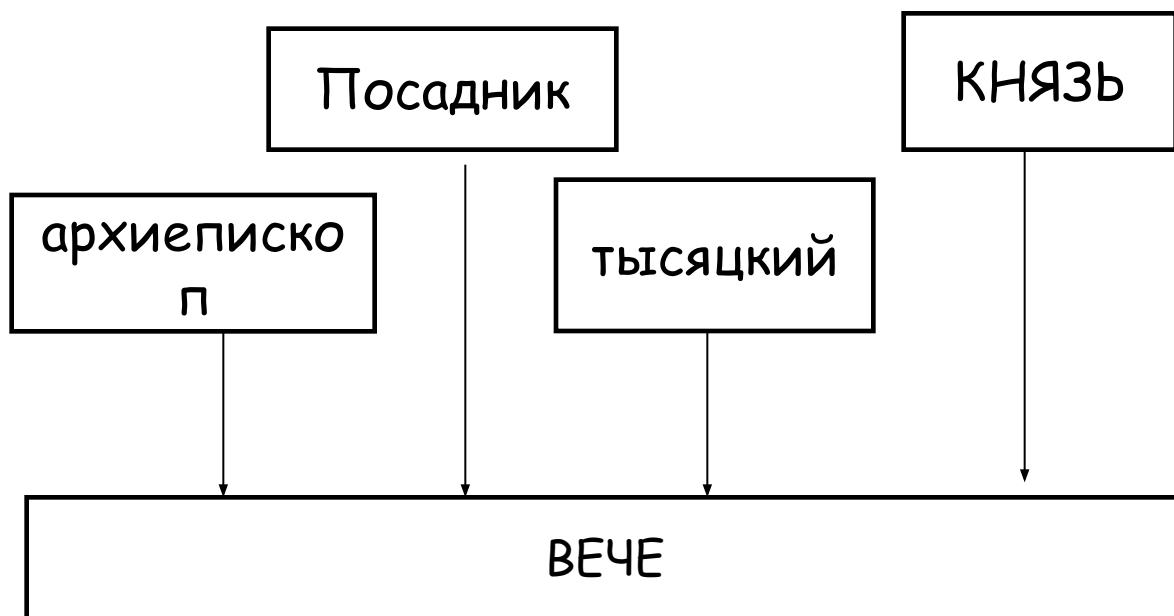 Посадник
КНЯЗЬ
архиеписко
п
тысяцкий
ВЕЧЕ